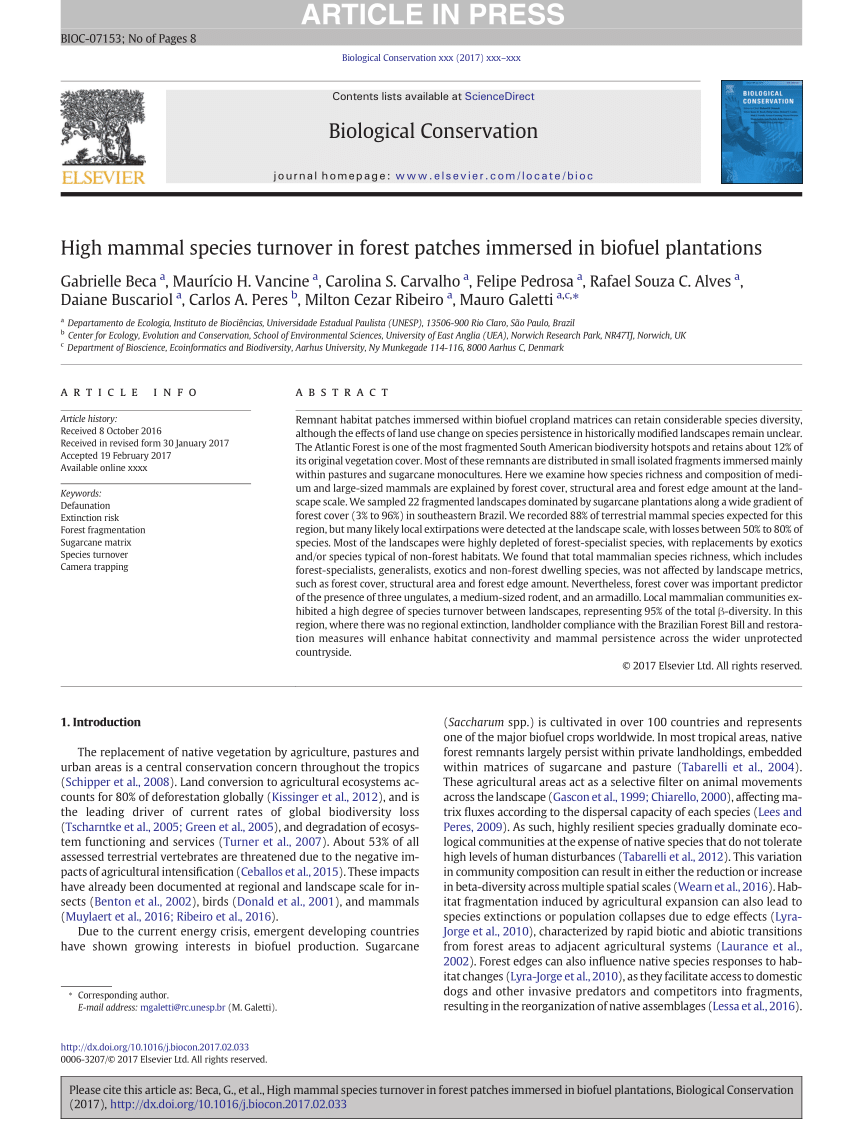 ARTICLE IN PRESS
BIOC-07153; No of Pages 8
Biological Conservation xxx (2017) xxx–xxx
Contents lists available at ScienceDirect
Biological Conservation
journal homepage: www.elsevier.com/locate/bioc
ELSEVIER
BIOLOGICAL
CONSERVATION
High mammal species turnover in forest patches immersed in biofuel plantations
Gabrielle Beca a, Maurício H. Vancine a, Carolina S. Carvalho a, Felipe Pedrosa a, Rafael Souza C. Alves a,
Daiane Buscariol a, Carlos A. Peres b, Milton Cezar Ribeiro a, Mauro Galetti a,c,*
a Departamento de Ecologia, Instituto de Biociências, Universidade Estadual Paulista (UNESP), 13506-900 Rio Claro, São Paulo, Brazil
b Center for Ecology, Evolution and Conservation, School of Environmental Sciences, University of East Anglia (UEA), Norwich Research Park, NR47TJ, Norwich, UK
c Department of Bioscience, Ecoinformatics and Biodiversity, Aarhus University, Ny Munkegade 114-116, 8000 Aarhus C, Denmark
ARTICLE INFO
Article history:
Received 8 October 2016
Received in revised form 30 January 2017
Accepted 19 February 2017
Available online xxxx
Keywords:
Defaunation
Extinction risk
Forest fragmentation
Sugarcane matrix
Species turnover
Camera trapping
ABSTRACT
Remnant habitat patches immersed within biofuel cropland matrices can retain considerable species diversity,
although the effects of land use change on species persistence in historically modified landscapes remain unclear.
The Atlantic Forest is one of the most fragmented South American biodiversity hotspots and retains about 12% of
its original vegetation cover. Most of these remnants are distributed in small isolated fragments immersed mainly
within pastures and sugarcane monocultures. Here we examine how species richness and composition of medi-
um and large-sized mammals are explained by forest cover, structural area and forest edge amount at the land-
scape scale. We sampled 22 fragmented landscapes dominated by sugarcane plantations along a wide gradient of
forest cover (3% to 96%) in southeastern Brazil. We recorded 88% of terrestrial mammal species expected for this
region, but many likely local extirpations were detected at the landscape scale, with losses between 50% to 80% of
species. Most of the landscapes were highly depleted of forest-specialist species, with replacements by exotics
and/or species typical of non-forest habitats. We found that total mammalian species richness, which includes
forest-specialists, generalists, exotics and non-forest dwelling species, was not affected by landscape metrics,
such as forest cover, structural area and forest edge amount. Nevertheless, forest cover was important predictor
of the presence of three ungulates, a medium-sized rodent, and an armadillo. Local mammalian communities ex-
hibited a high degree of species turnover between landscapes, representing 95% of the total β-diversity. In this
region, where there was no regional extinction, landholder compliance with the Brazilian Forest Bill and restora-
tion measures will enhance habitat connectivity and mammal persistence across the wider unprotected
countryside.
© 2017 Elsevier Ltd. All rights reserved.
1. Introduction
The replacement of native vegetation by agriculture, pastures and
urban areas is a central conservation concern throughout the tropics
(Schipper et al., 2008). Land conversion to agricultural ecosystems ac-
counts for 80% of deforestation globally (Kissinger et al., 2012), and is
the leading driver of current rates of global biodiversity loss
(Tscharntke et al., 2005; Green et al., 2005), and degradation of ecosys-
tem functioning and services (Turner et al., 2007). About 53% of all
assessed terrestrial vertebrates are threatened due to the negative im-
pacts of agricultural intensification (Ceballos et al., 2015). These impacts
have already been documented at regional and landscape scale for in-
sects (Benton et al., 2002), birds (Donald et al., 2001), and mammals
(Muylaert et al., 2016; Ribeiro et al., 2016).
Due to the current energy crisis, emergent developing countries
have shown growing interests in biofuel production. Sugarcane
(Saccharum spp.) is cultivated in over 100 countries and represents
one of the major biofuel crops worldwide. In most tropical areas, native
forest remnants largely persist within private landholdings, embedded
within matrices of sugarcane and pasture (Tabarelli et al., 2004).
These agricultural areas act as a selective filter on animal movements
across the landscape (Gascon et al., 1999; Chiarello, 2000), affecting ma-
trix fluxes according to the dispersal capacity of each species (Lees and
Peres, 2009). As such, highly resilient species gradually dominate eco-
logical communities at the expense of native species that do not tolerate
high levels of human disturbances (Tabarelli et al., 2012). This variation
in community composition can result in either the reduction or increase
in beta-diversity across multiple spatial scales (Wearn et al., 2016). Hab-
itat fragmentation induced by agricultural expansion can also lead to
species extinctions or population collapses due to edge effects (Lyra-
Jorge et al., 2010), characterized by rapid biotic and abiotic transitions
from forest areas to adjacent agricultural systems (Laurance et al.,
2002). Forest edges can also influence native species responses to hab-
itat changes (Lyra-Jorge et al., 2010), as they facilitate access to domestic
dogs and other invasive predators and competitors into fragments,
resulting in the reorganization of native assemblages (Lessa et al., 2016).
* Corresponding author.
E-mail address: mgaletti@rc.unesp.br (M. Galetti).
http://dx.doi.org/10.1016/j.biocon.2017.02.033
0006-3207/© 2017 Elsevier Ltd. All rights reserved.
Please cite this article as: Beca, G., et al., High mammal species turnover in forest patches immersed in biofuel plantations, Biological Conservation
(2017), http://dx.doi.org/10.1016/j.biocon.2017.02.033